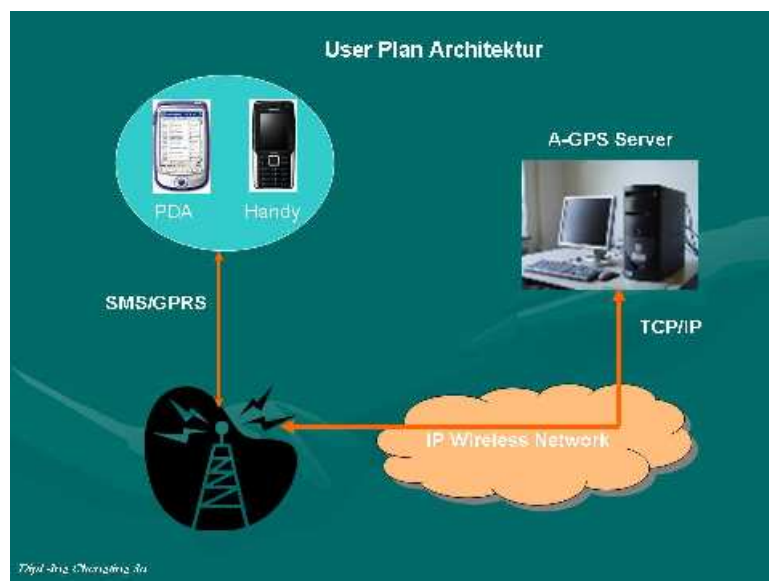 User Plan Architektur
A-GPS Server
PDA Handy
SMS/GPRS
TCP/IP
IP Wireless Network